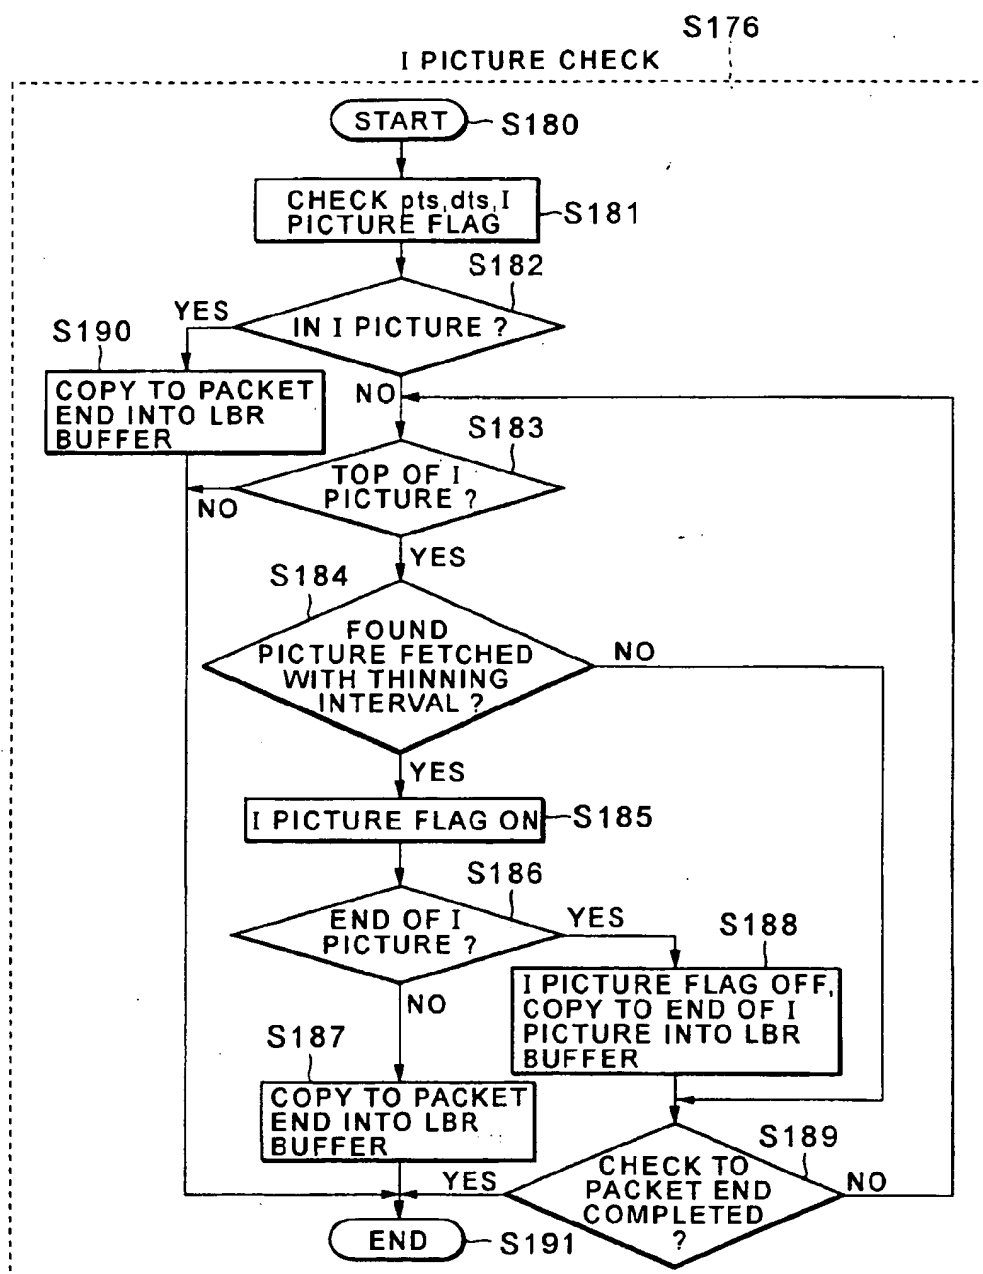 S176
I PICTURE CHECK
START
S180
CHECK pts,dts,I
PICTURE FLAG
S181
S182
IN I PICTURE ?
YES
NO
S190
COPY TO PACKET
END INTO LBR
BUFFER
S183
TOP OF I
PICTURE ?
NO
YES
S184
FOUND
PICTURE FETCHED
WITH THINNING
INTERVAL ?
NO
YES
I PICTURE FLAG ON
S185
S186
END OF I
PICTURE ?
YES
NO
S188
I PICTURE FLAG OFF,
COPY TO END OF I
PICTURE INTO LBR
BUFFER
S187
COPY TO PACKET
END INTO LBR
BUFFER
S189
CHECK TO
PACKET END
COMPLETED
?
YES
NO
END
S191